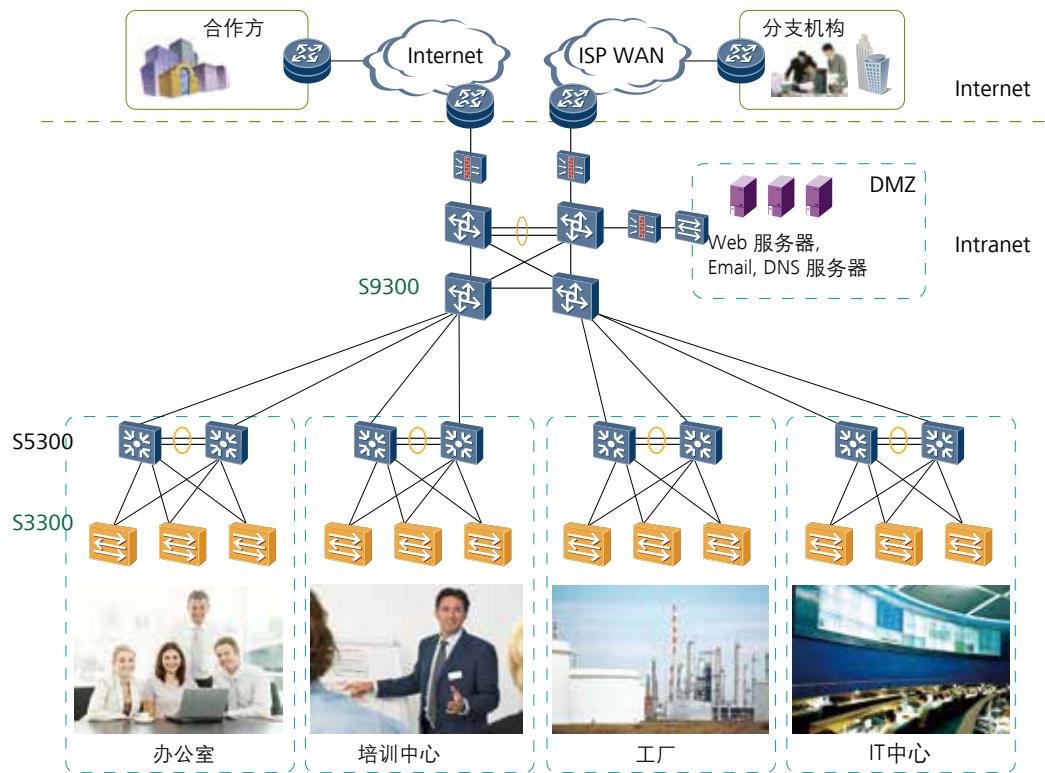 合作方
Internet
ISP WAN
分支机构
Internet
DMZ
Web 服务器,
Email, DNS 服务器
Intranet
S9300
S5300
S3300
办公室
培训中心
工厂
IT中心